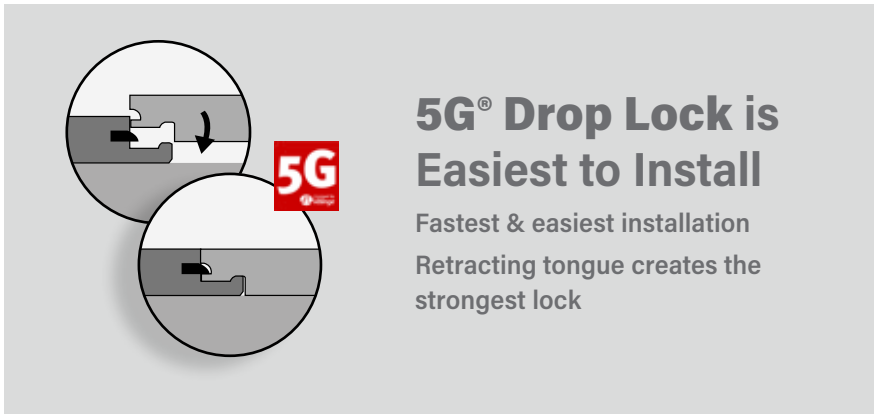 5G
5G® Drop Lock is
Easiest to Install
Fastest & easiest installation
Retracting tongue creates the
strongest lock